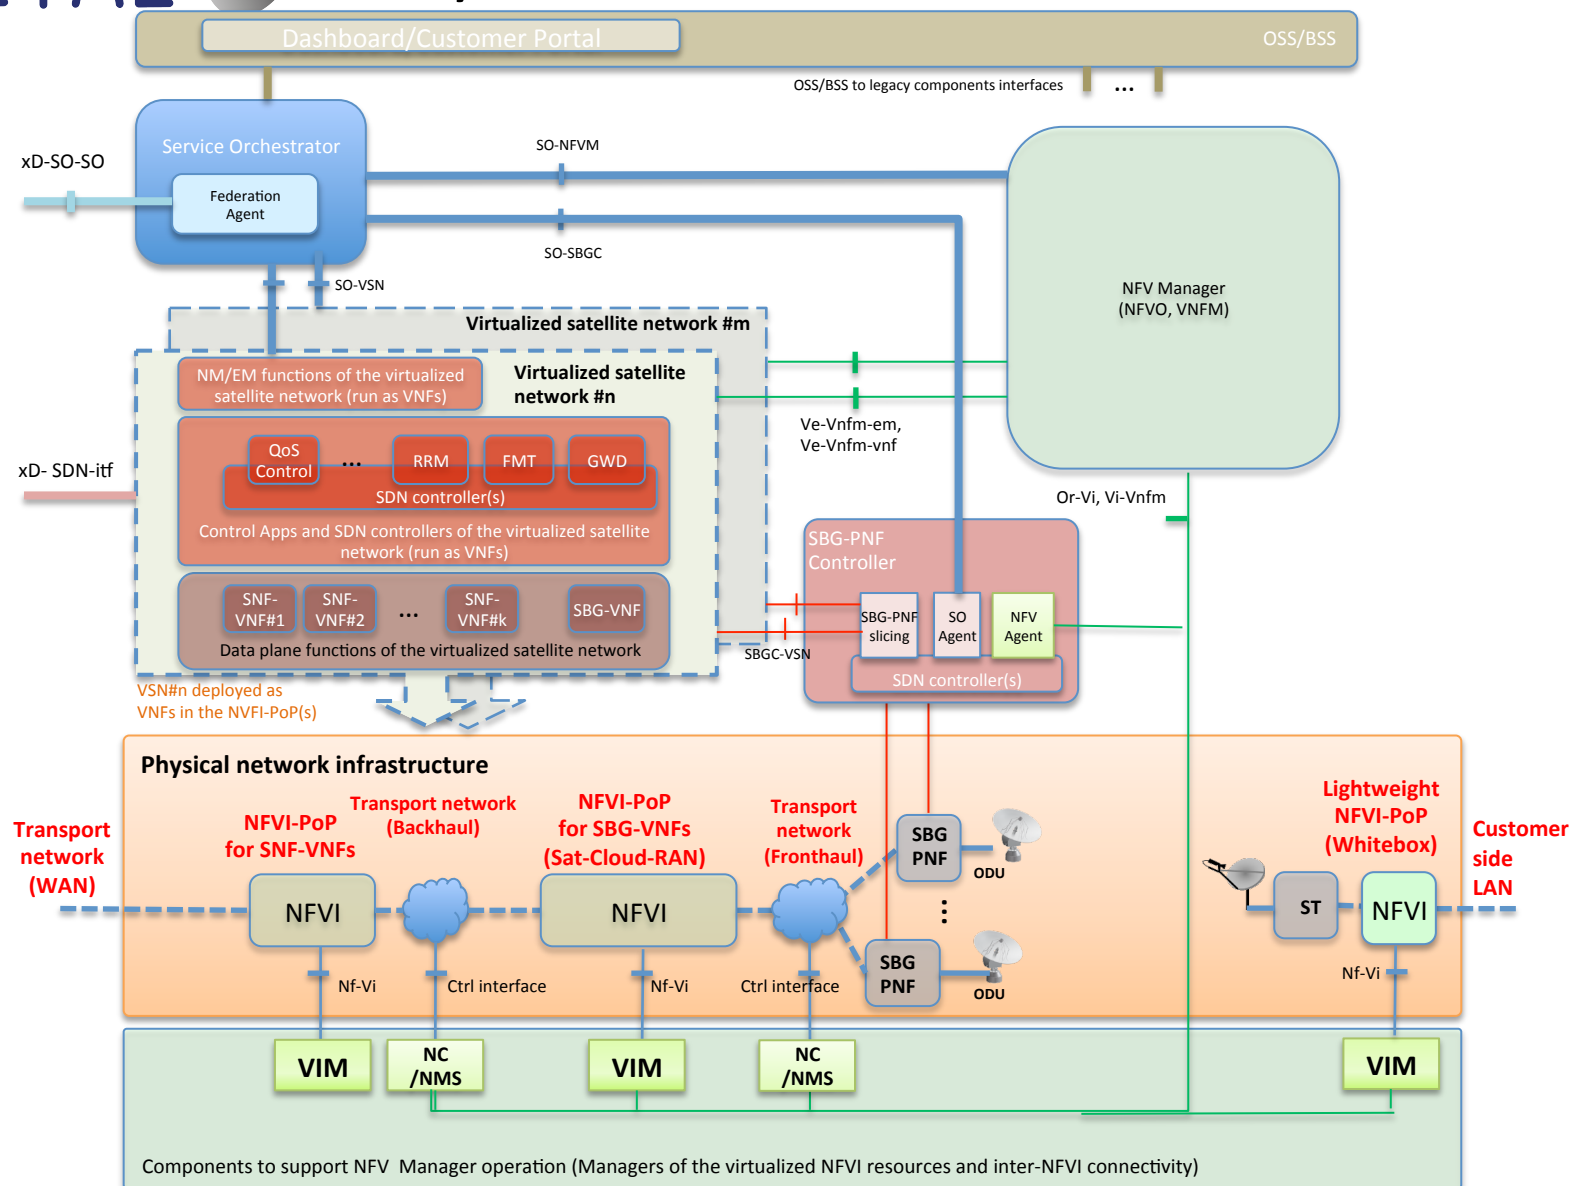 Dashboard/Customer Portal
OSS/BSS
OSS/BSS to legacy components interfaces
...
Service Orchestrator
Federation
Agent
xD-SO-SO
SO-NFVM
SO-SBGC
SO-VSN
NFV Manager
(NFVO, VNFM)
Virtualized satellite network #m
Virtualized satellite
network #n
NM/EM functions of the virtualized
satellite network (run as VNFs)
QoS
Control
...
RRM
FMT
GWD
SDN controller(s)
Control Apps and SDN controllers of the virtualized satellite
network (run as VNFs)
xD- SDN-itf
Ve-Vnfm-em,
Ve-Vnfm-vnf
Or-Vi, Vi-Vnfm
SNF-
VNF#1
SNF-
VNF#2
...
SNF-
VNF#k
SBG-VNF
Data plane functions of the virtualized satellite network
SBG-PNF
Controller
SBG-PNF
slicing
SO
Agent
NFV
Agent
SDN controller(s)
SBGC-VSN
VSN#n deployed as
VNFs in the NVFI-PoP(s)
Physical network infrastructure
Transport
network
(WAN)
NFVI-PoP
for SNF-VNFs
Transport network
(Backhaul)
NFVI-PoP
for SBG-VNFs
(Sat-Cloud-RAN)
Transport
network
(Fronthaul)
Lightweight
NFVI-PoP
(Whitebox)
Customer
side
LAN
NFVI
NFVI
SBG
PNF
ODU
...
SBG
PNF
ODU
ST
NFVI
Nf-Vi
Ctrl interface
Nf-Vi
Ctrl interface
Nf-Vi
VIM
NC
/NMS
VIM
NC
/NMS
VIM
Components to support NFV  Manager operation (Managers of the virtualized NFVI resources and inter-NFVI connectivity)